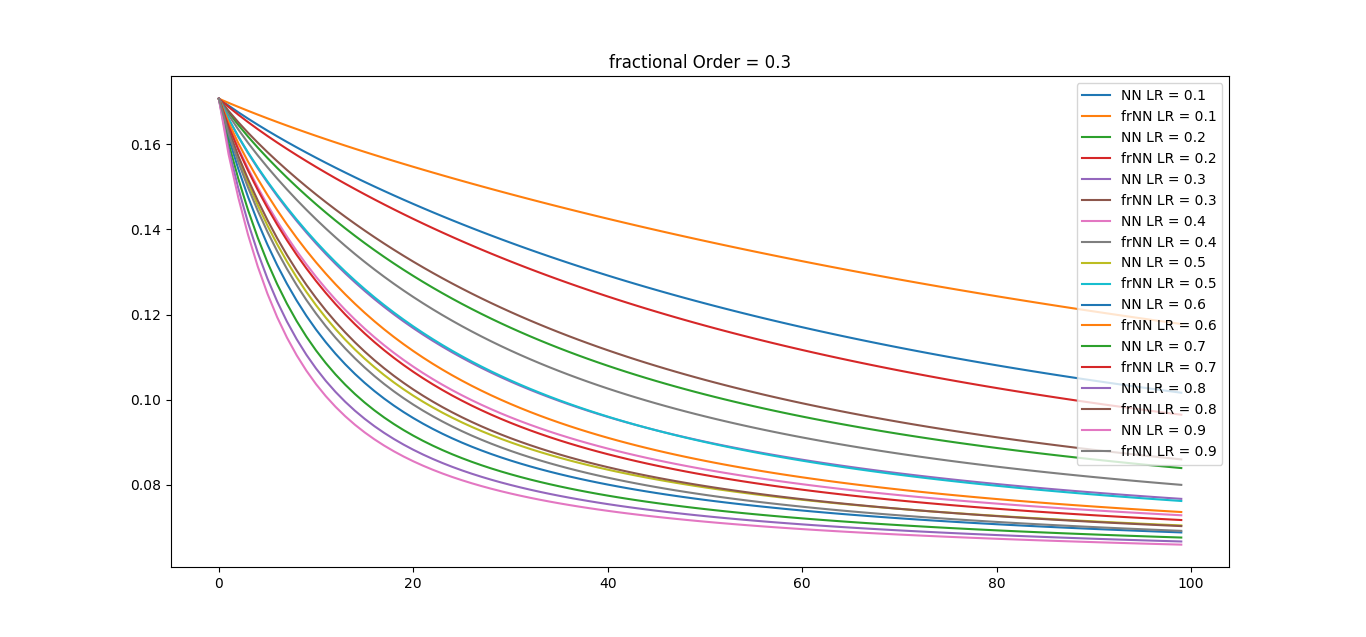 fractional Order = 0.3
0.16
0.14
0.12
0.10
0.08
0
20
40
60
80
100
NN LR = 0.1
frNN LR = 0.1
NN LR = 0.2
frNN LR = 0.2
NN LR = 0.3
frNN LR = 0.3
NN LR = 0.4
frNN LR = 0.4
NN LR = 0.5
frNN LR = 0.5
NN LR = 0.6
frNN LR = 0.6
NN LR = 0.7
frNN LR = 0.7
NN LR = 0.8
frNN LR = 0.8
NN LR = 0.9
frNN LR = 0.9